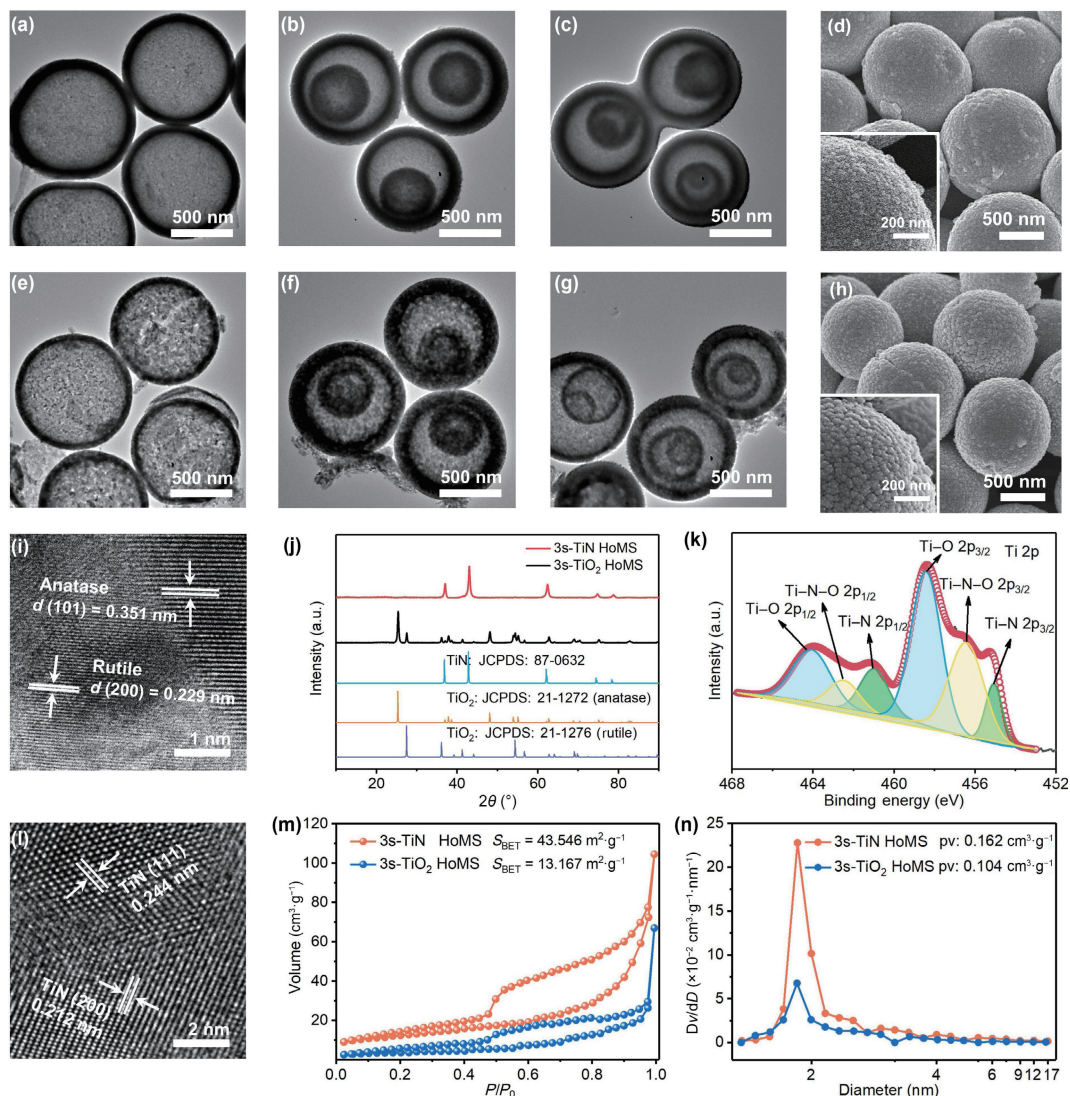 (a)
500 nm
(b)
500 nm
(c)
500 nm
(d)
200 nm
500 nm
(e)
500 nm
(f)
500 nm
(g)
500 nm
(h)
200 nm
500 nm
(i)
Anatase
d (101) = 0.351 nm
Rutile
d (200) = 0.229 nm
1 nm
(j)
3s-TiN HoMS
3s-TiO₂ HoMS
TiN: JCPDS: 87-0632
TiO₂: JCPDS: 21-1272 (anatase)
TiO₂: JCPDS: 21-1276 (rutile)
Intensity (a.u.)
20 40 60 80
2θ (°)
(k)
Ti–O 2p₃/₂
Ti 2p
Ti–N–O 2p₁/₂
Ti–N–O 2p₃/₂
Ti–O 2p₁/₂
Ti–N 2p₁/₂
Ti–N 2p₃/₂
Intensity (a.u.)
468 464 460 456 452
Binding energy (eV)
(l)
TiN (111)
0.244 nm
TiN (200)
0.212 nm
2 nm
(m)
120
100
80
60
40
20
3s-TiN HoMS S_BET = 43.546 m²·g⁻¹
3s-TiO₂ HoMS S_BET = 13.167 m²·g⁻¹
Volume (cm³·g⁻¹)
0.0 0.2 0.4 0.6 0.8 1.0
P/P₀
(n)
25
20
15
10
5
0
3s-TiN HoMS pv: 0.162 cm³·g⁻¹
3s-TiO₂ HoMS pv: 0.104 cm³·g⁻¹
Dv/dD (×10⁻² cm³·g⁻¹·nm⁻¹)
2 4 6 9 12 17
Diameter (nm)